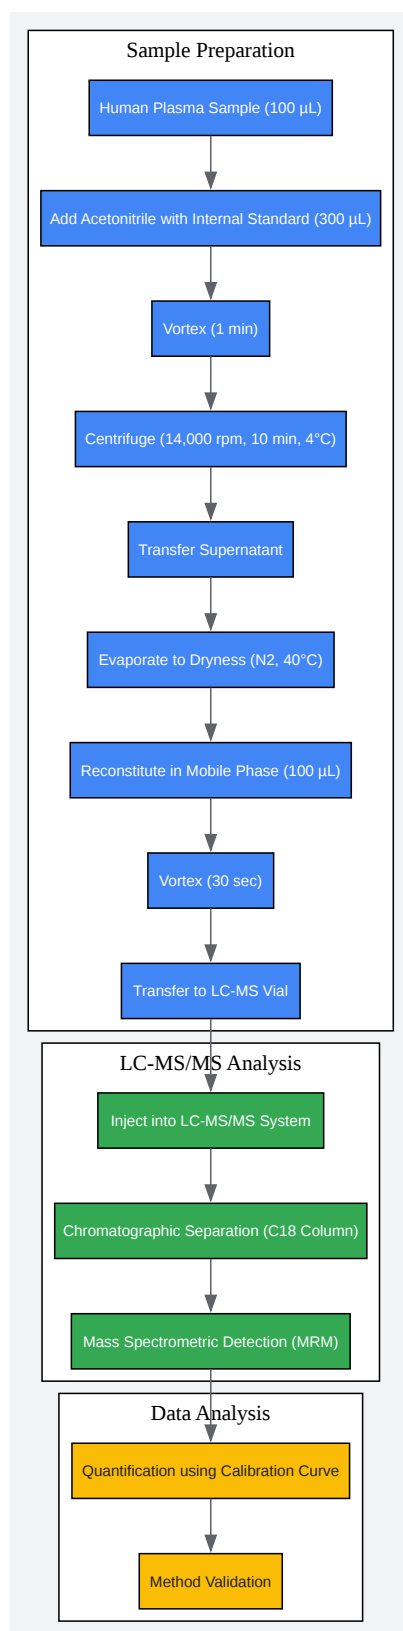 Sample Preparation
Human Plasma Sample (100 µL)
Add Acetonitrile with Internal Standard (300 µL)
Vortex (1 min)
Centrifuge (14,000 rpm, 10 min, 4°C)
Transfer Supernatant
Evaporate to Dryness (N2, 40°C)
Reconstitute in Mobile Phase (100 µL)
Vortex (30 sec)
Transfer to LC-MS Vial
LC-MS/MS Analysis
Inject into LC-MS/MS System
Chromatographic Separation (C18 Column)
Mass Spectrometric Detection (MRM)
Data Analysis
Quantification using Calibration Curve
Method Validation